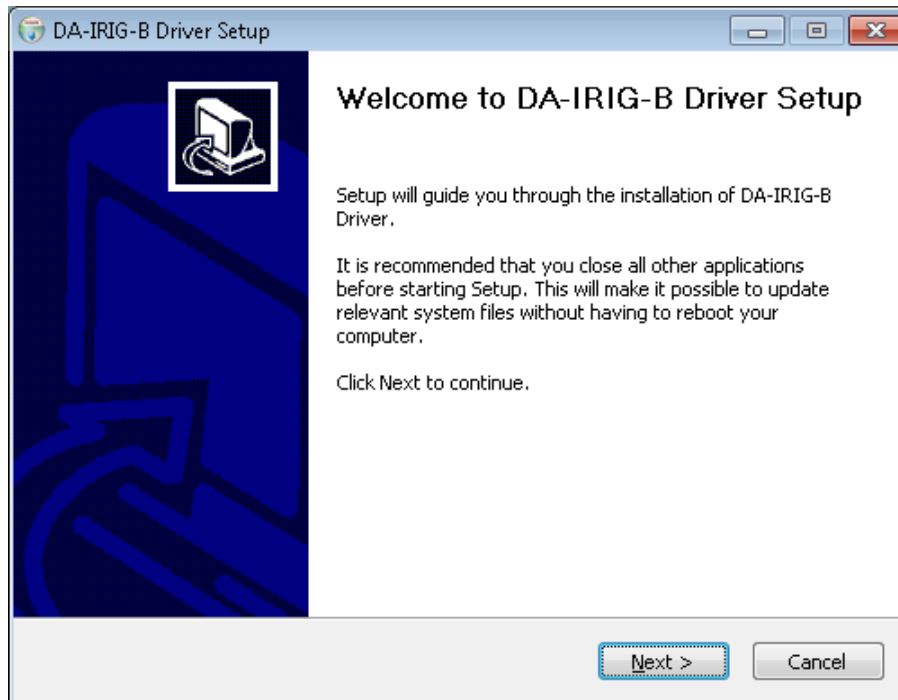 DA-IRIG-B Driver Setup
Welcome to DA-IRIG-B Driver Setup
Setup will guide you through the installation of DA-IRIG-B
Driver.
It is recommended that you close all other applications
before starting Setup. This will make it possible to update
relevant system files without having to reboot your
computer.
Click Next to continue.
Next >
Cancel